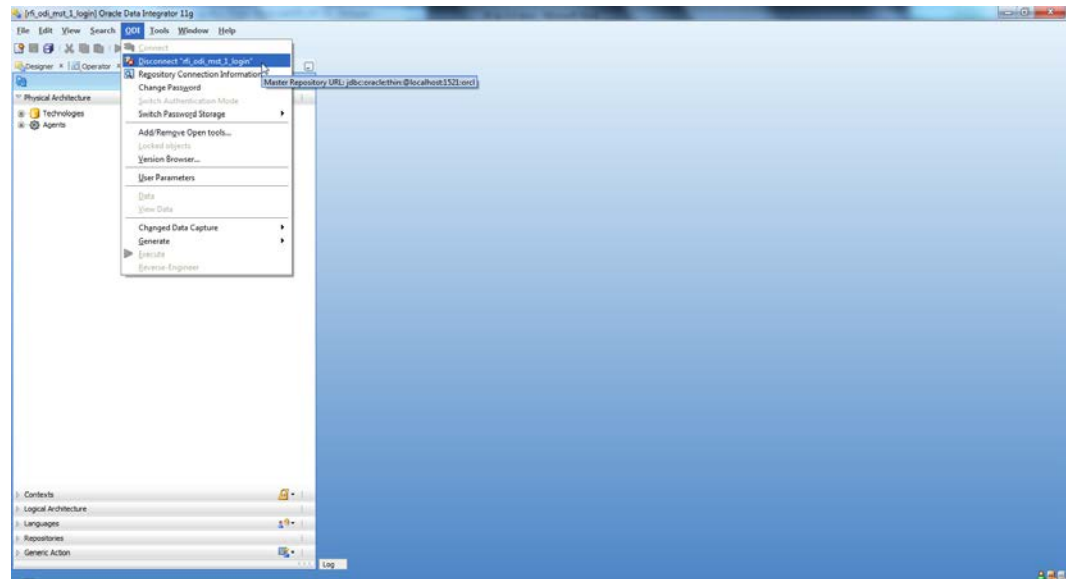 [rfi_odi_mst_1_login] Oracle Data Integrator 11g
File Edit View Search ODI Tools Window Help
Designer Operator
Connect
Disconnect "rfi_odi_mst_1_login"
Repository Connection Information
Master Repository URL: jdbc:oracle:thin:@localhost:1521:orcl
Change Password
Physical Architecture
Switch Authentication Mode
Technologies
Switch Password Storage
Agents
Add/Remove Open tools...
Locked objects
Version Browser...
User Parameters
Data
View Data
Changed Data Capture
Generate
Execute
Reverse-Engineer
Contexts
Logical Architecture
Languages
Repositories
Generic Action
Log